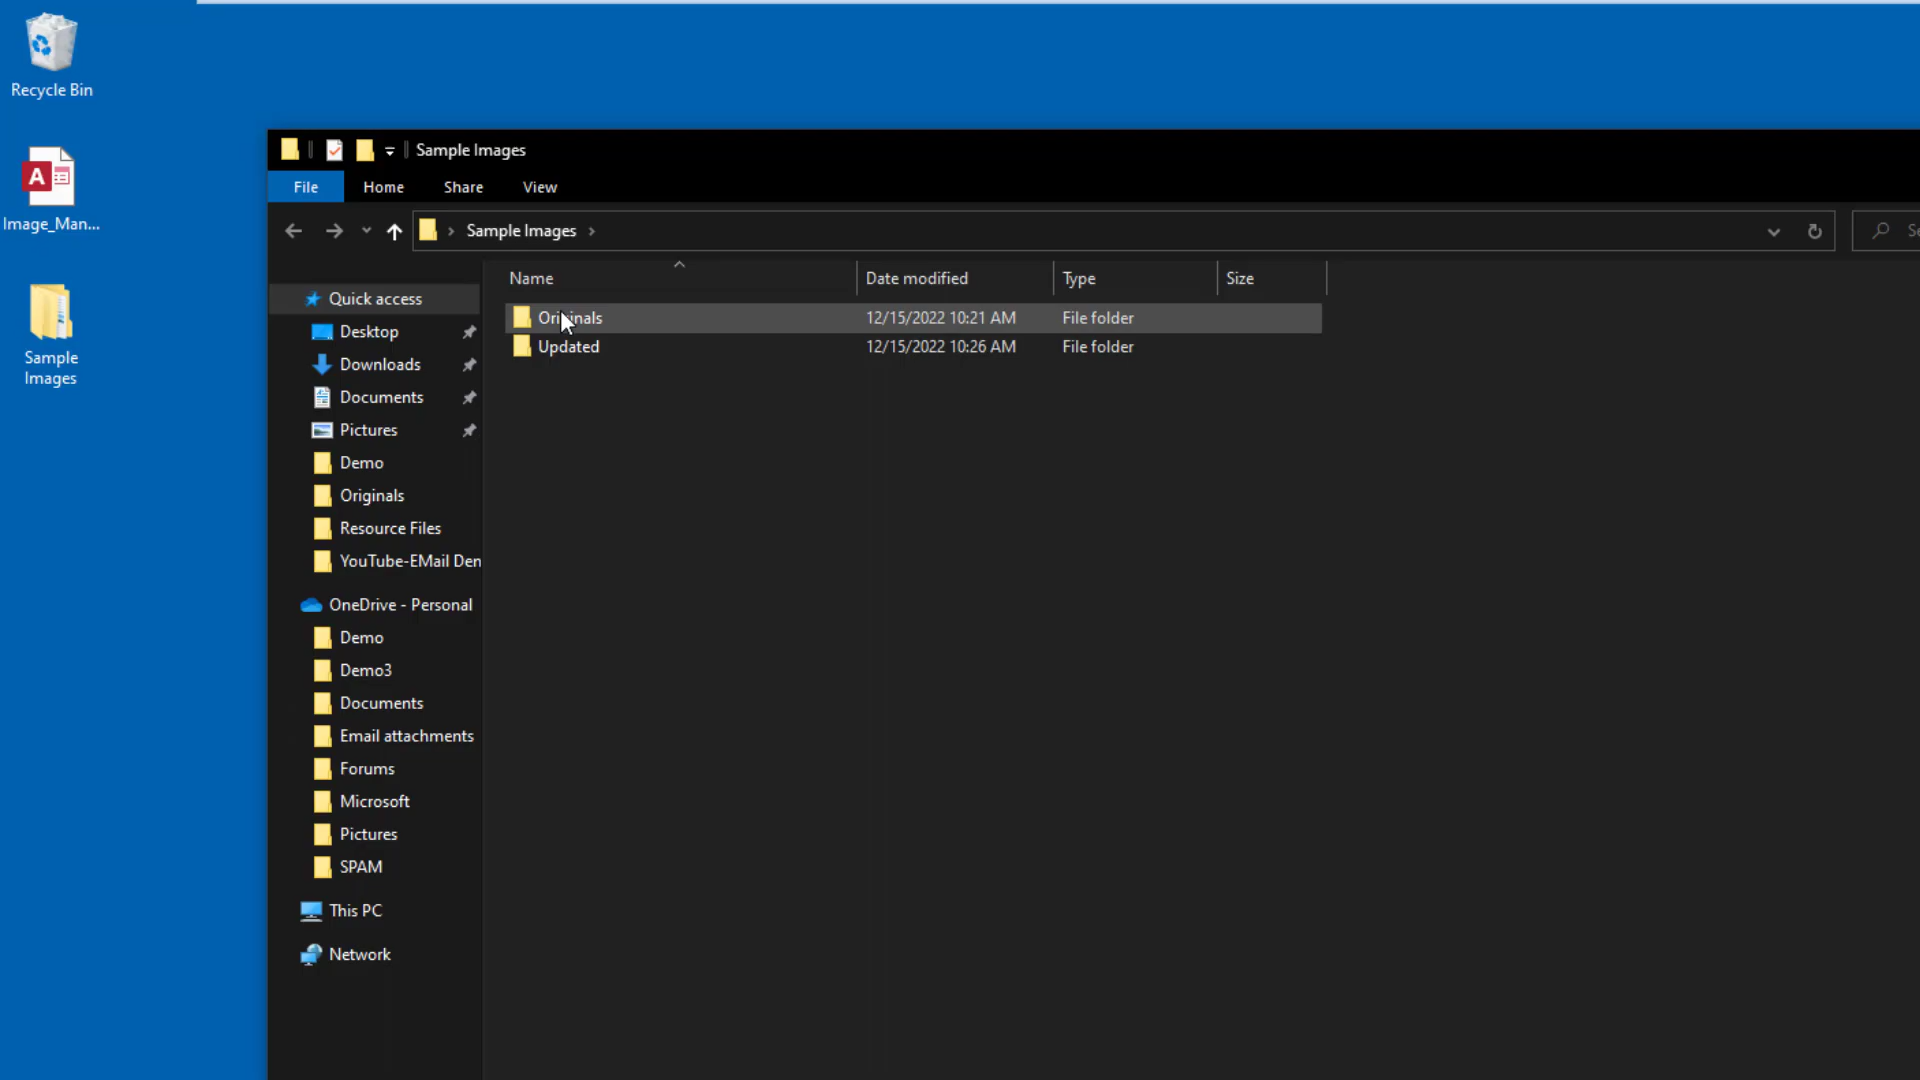 Recycle Bin
Image_Man...
Sample
Images
Sample Images
File Home Share View
Sample Images
Name Date modified Type Size
Originals 12/15/2022 10:21 AM File folder
Updated 12/15/2022 10:26 AM File folder
Quick access
Desktop
Downloads
Documents
Pictures
Demo
Originals
Resource Files
YouTube-EMail Den
OneDrive - Personal
Demo
Demo3
Documents
Email attachments
Forums
Microsoft
Pictures
SPAM
This PC
Network